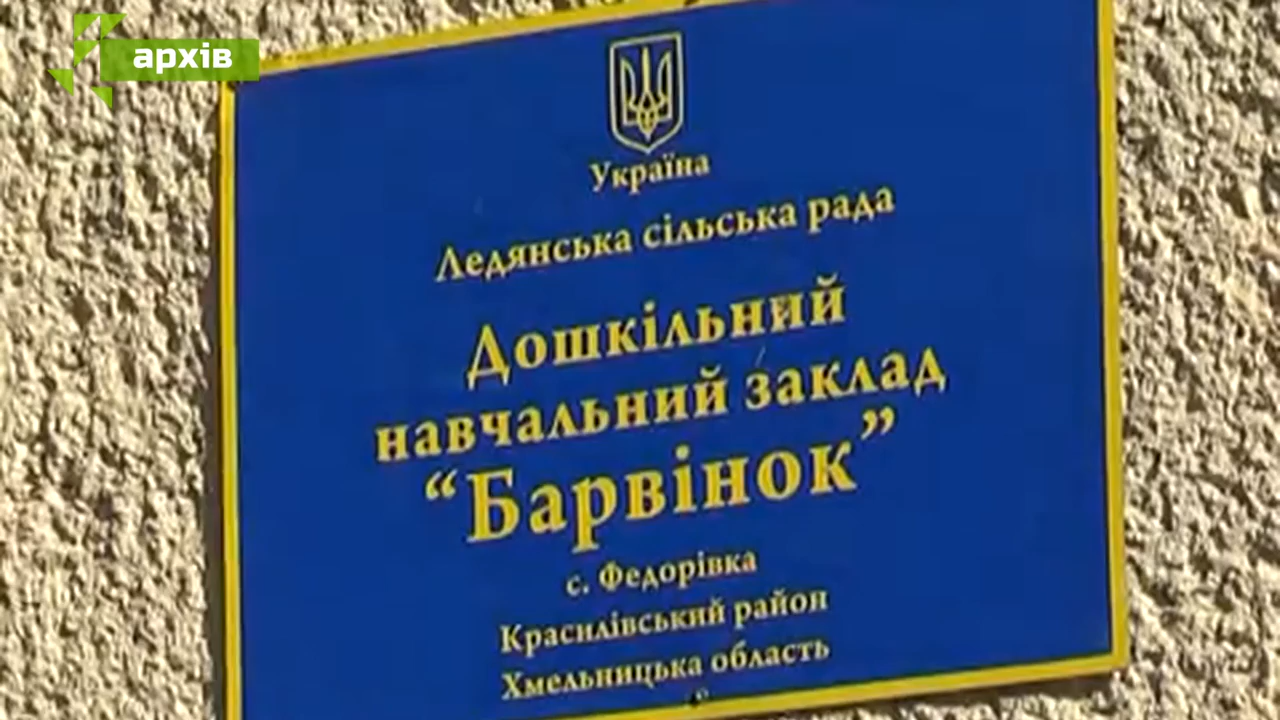 архів
Україна
Ледянська сільська рада
Дошкільний
навчальний заклад
“Барвінок”
с. Федорівка
Красилівський район
Хмельницька область